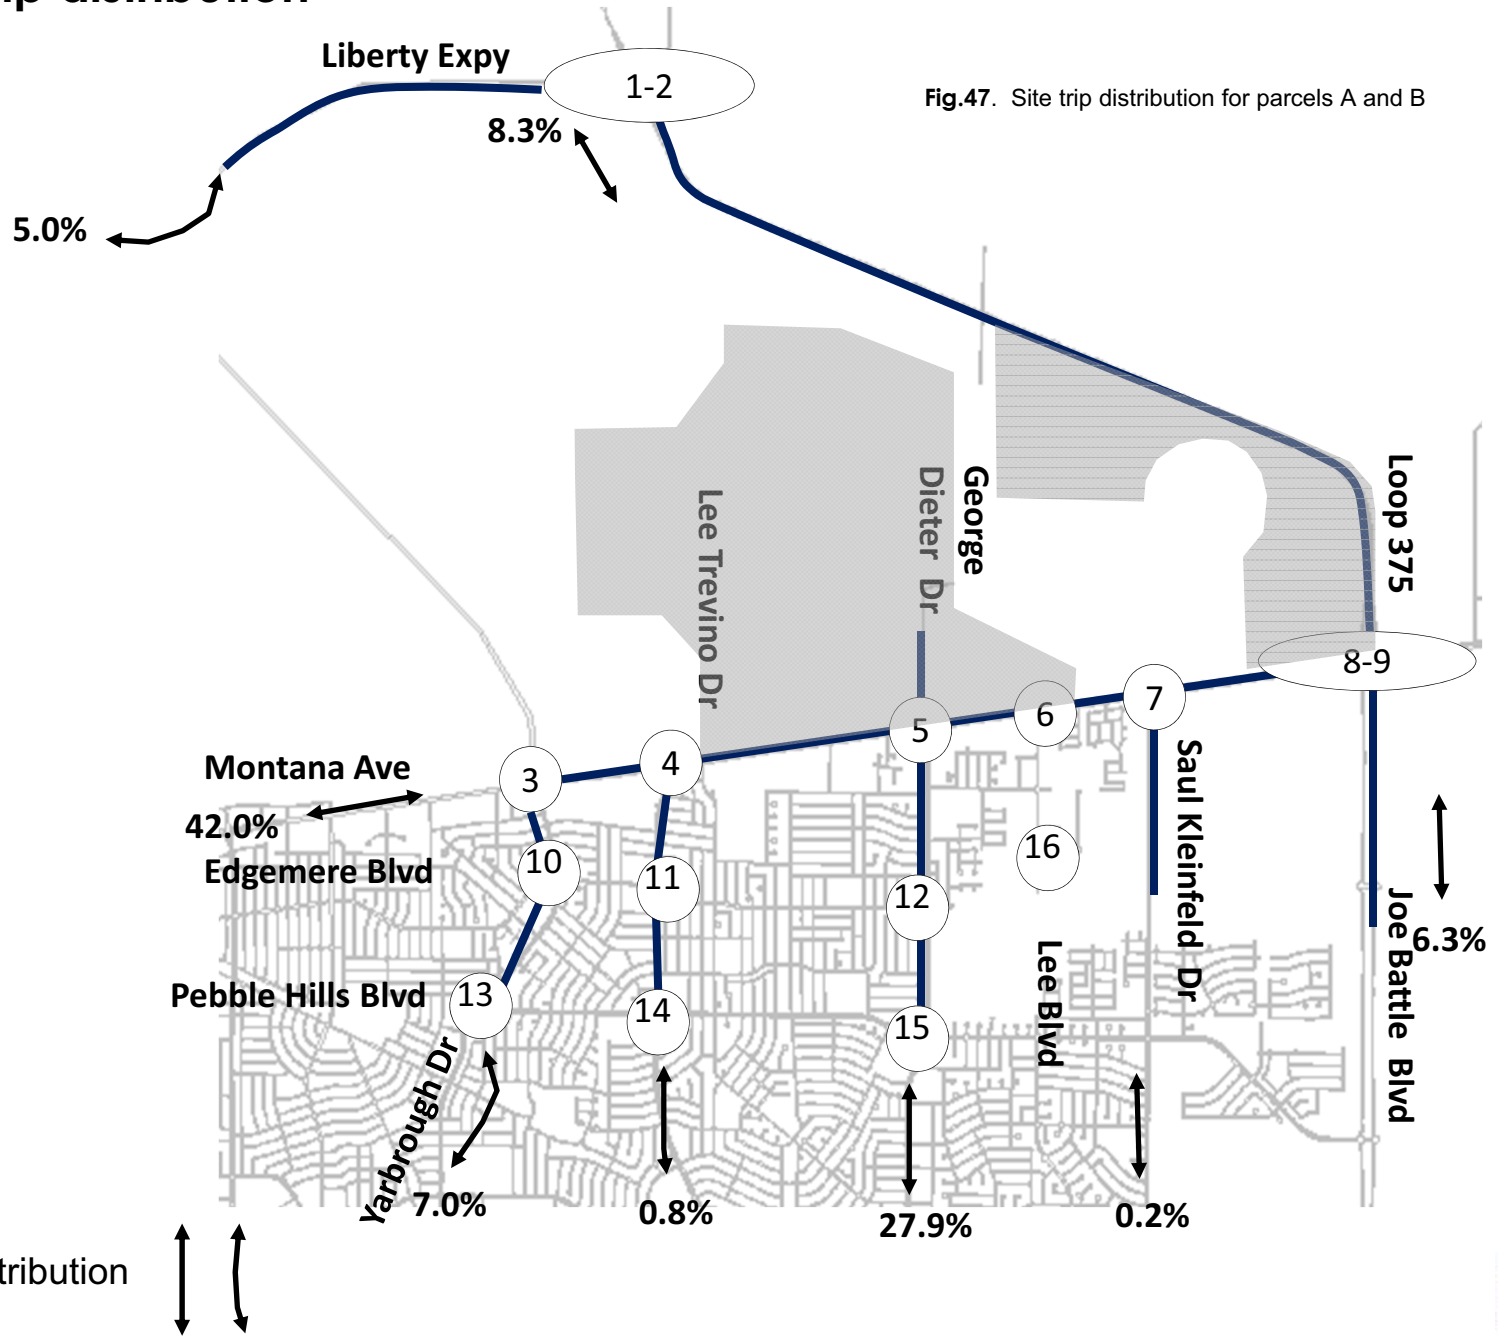 distribution
Liberty Expy
1-2
Fig.47. Site trip distribution for parcels A and B
8.3%
5.0%
Loop 375
George
Dieter Dr
Lee Trevino Dr
8-9
7
6
5
4
3
Montana Ave
42.0%
Saul Kleinfeld Dr
16
10
11
12
Edgemere Blvd
Joe Battle Blvd
6.3%
Lee Blvd
Pebble Hills Blvd
13
14
15
Yarbrough Dr
7.0%
0.8%
27.9%
0.2%
tribution